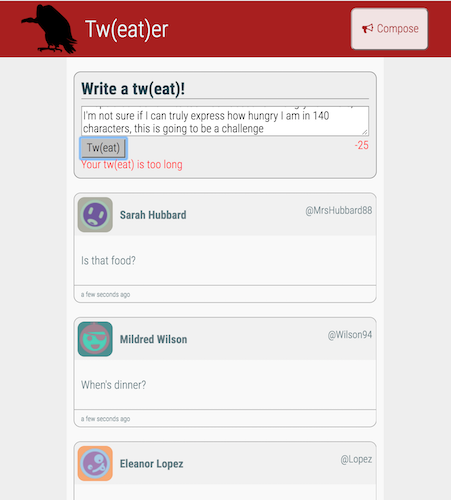 Tw(eat)er
Compose
Write a tw(eat)!
I'm not sure if I can truly express how hungry I am in 140
characters, this is going to be a challenge
Tw(eat)
-25
Your tw(eat) is too long
Sarah Hubbard
@MrsHubbard88
Is that food?
a few seconds ago
Mildred Wilson
@Wilson94
When's dinner?
a few seconds ago
Eleanor Lopez
@Lopez